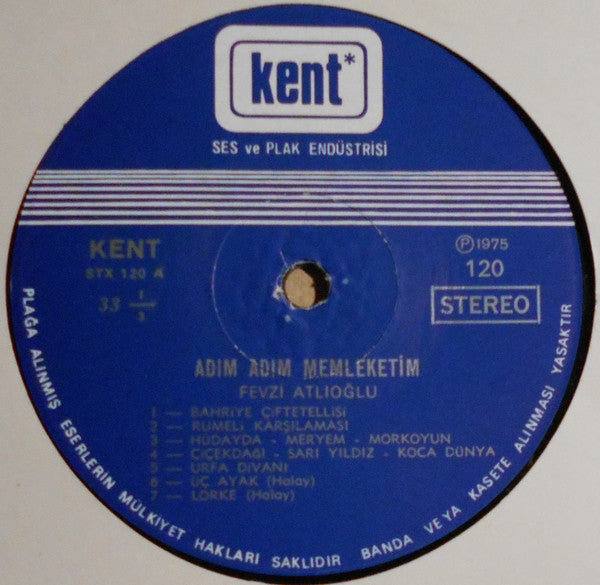 kent*
SES ve PLAK ENDÜSTRİSİ
KENT
STX 120 A
33 1/3
℗1975
120
STEREO
ADIM ADIM MEMLEKETİM
FEVZİ ATLIOĞLU
1 — BAHRİYE ÇİFTETELLİSİ
2 — RUMELİ KARŞILAMASI
3 — HÜDAYDA - MERYEM - MORKOYUN
4 — ÇİÇEKDAĞI - SARI YILDIZ - KOCA DÜNYA
5 — URFA DİVANI
6 — ÜÇ AYAK (Halay)
7 — LORKE (Halay)
PLAĞA ALINMIŞ ESERLERİN MÜLKİYET HAKLARI SAKLIDIR BANDA VEYA KASETE ALINMASI YASAKTIR